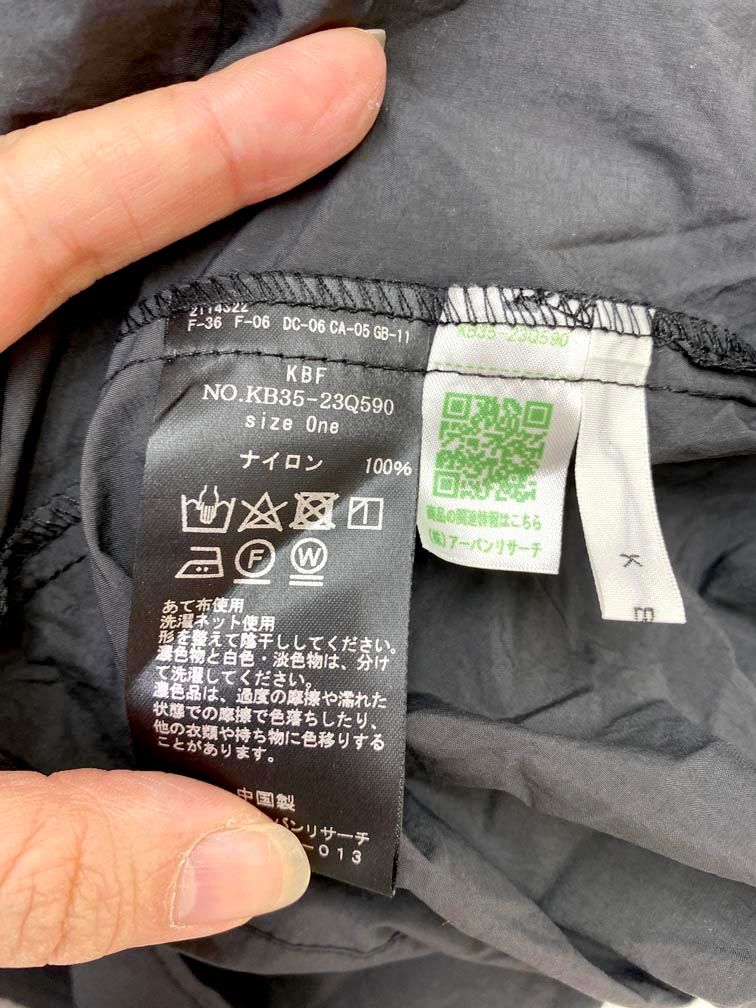 2114322
F-36 F-06 DC-06 CA-05 GB-11
KBF
NO.KB35-23Q590
size One
ナイロン 100%
F W
あて布使用
洗濯ネット使用
形を整えて陰干ししてください。
濃色物と白色・淡色物は、分け
て洗濯してください。
濃色品は、過度の摩擦や濡れた
状態での摩擦で色落ちしたり、
他の衣類や持ち物に色移りする
ことがあります。
中国製
パンリサーチ
-013
KB35-23Q590
商品の関連情報はこちら
(株)アーバンリサーチ
K B